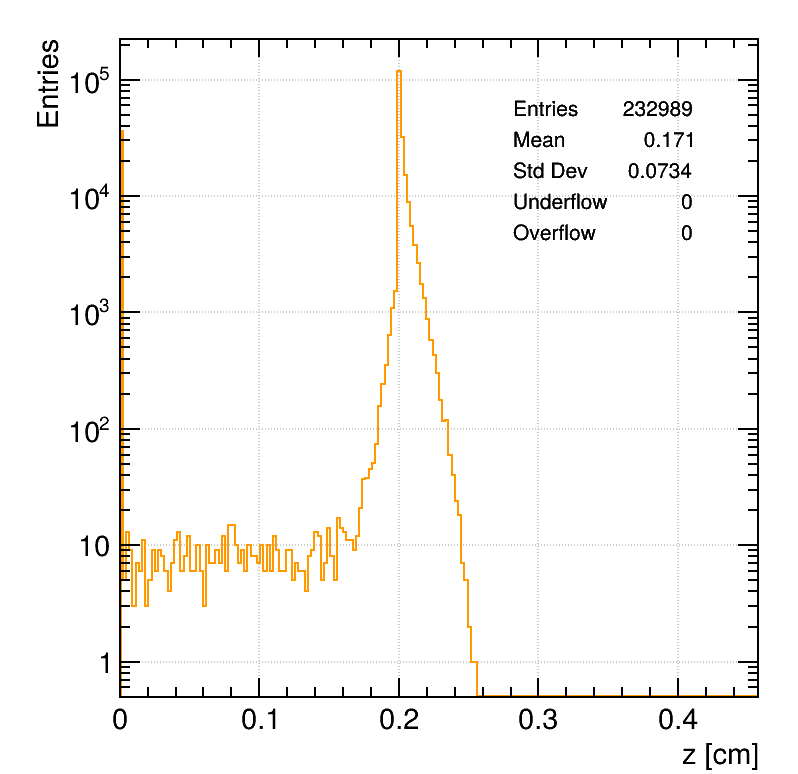 Entries
10^5
10^4
10^3
10^2
10
1
Entries 232989
Mean 0.171
Std Dev 0.0734
Underflow 0
Overflow 0
0 0.1 0.2 0.3 0.4
z [cm]